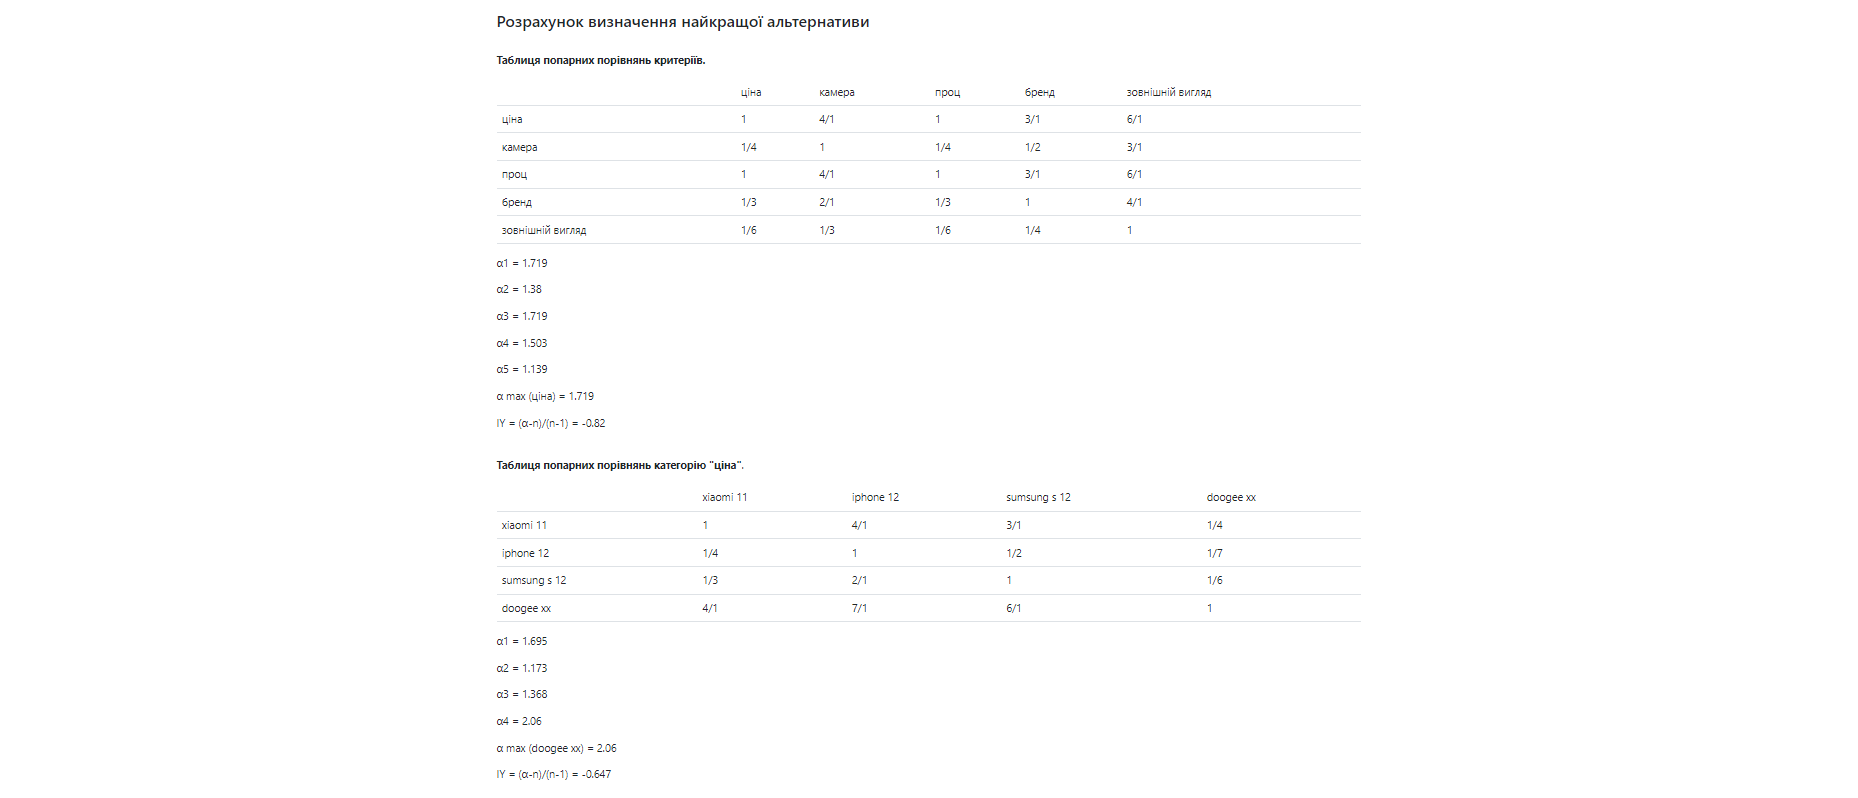 Розрахунок визначення найкращої альтернативи
Таблиця попарних порівнянь критеріїв.
ціна камера проц бренд зовнішній вигляд
ціна 1 4/1 1 3/1 6/1
камера 1/4 1 1/4 1/2 3/1
проц 1 4/1 1 3/1 6/1
бренд 1/3 2/1 1/3 1 4/1
зовнішній вигляд 1/6 1/3 1/6 1/4 1
α1 = 1.719
α2 = 1.38
α3 = 1.719
α4 = 1.503
α5 = 1.139
α max (ціна) = 1.719
IY = (α-n)/(n-1) = -0.82
Таблиця попарних порівнянь категорію "ціна".
xiaomi 11 iphone 12 sumsung s 12 doogee xx
xiaomi 11 1 4/1 3/1 1/4
iphone 12 1/4 1 1/2 1/7
sumsung s 12 1/3 2/1 1 1/6
doogee xx 4/1 7/1 6/1 1
α1 = 1.695
α2 = 1.173
α3 = 1.368
α4 = 2.06
α max (doogee xx) = 2.06
IY = (α-n)/(n-1) = -0.647